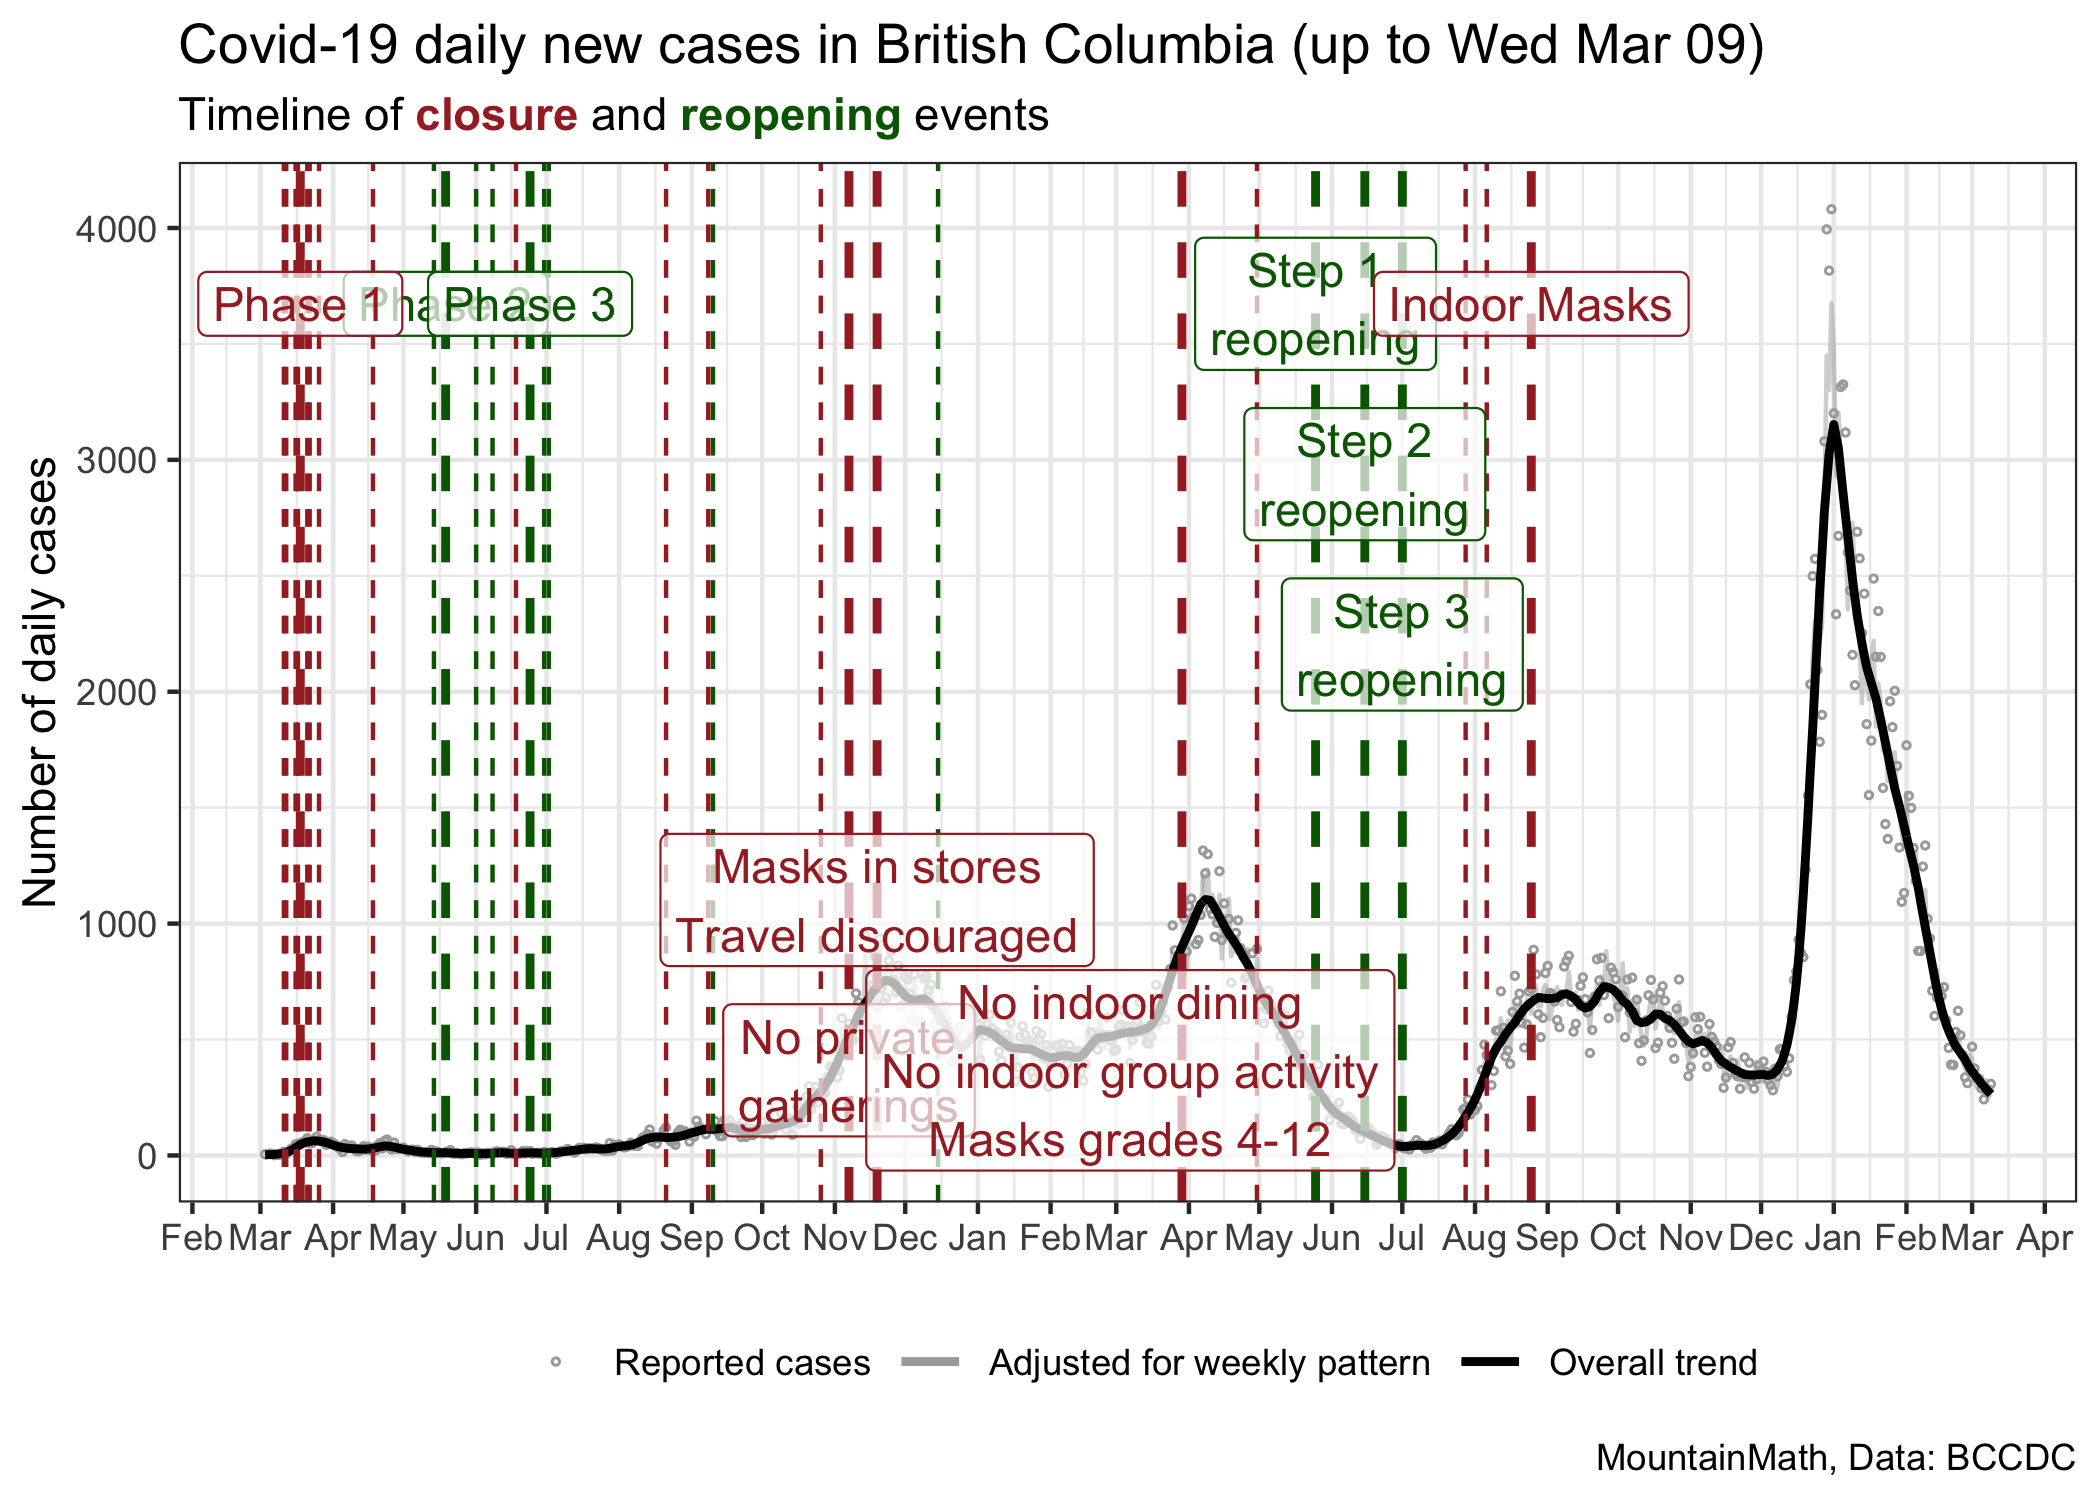 Covid-19 daily new cases in British Columbia (up to Wed Mar 09)
Timeline of closure and reopening events
Number of daily cases
4000
3000
2000
1000
0
Phase 1
Phase 2
Phase 3
Step 1
reopening
Indoor Masks
Step 2
reopening
Step 3
reopening
Masks in stores
Travel discouraged
No private
gatherings
No indoor dining
No indoor group activity
Masks grades 4-12
Feb Mar Apr May Jun Jul Aug Sep Oct Nov Dec Jan Feb Mar Apr May Jun Jul Aug Sep Oct Nov Dec Jan Feb Mar Apr
Reported cases Adjusted for weekly pattern Overall trend
MountainMath, Data: BCCDC